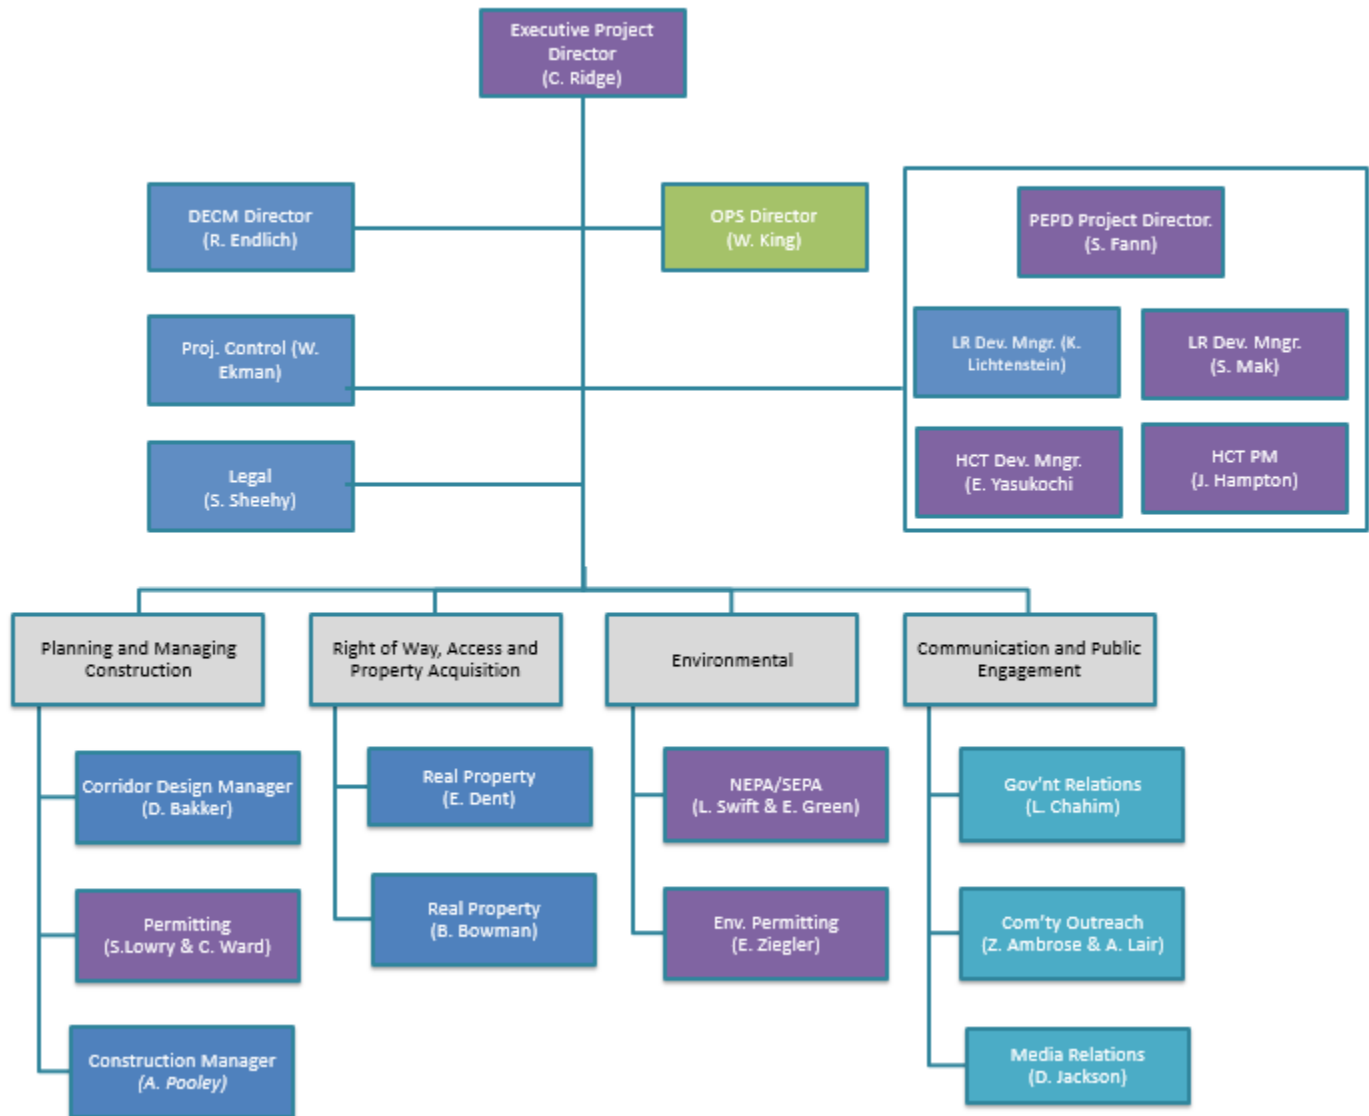 Executive Project
Director
(C. Ridge)
DECM Director
(R. Endlich)
OPS Director
(W. King)
PEPD Project Director.
(S. Fann)
Proj. Control (W.
Ekman)
LR Dev. Mngr. (K.
Lichtenstein)
LR Dev. Mngr.
(S. Mak)
Legal
(S. Sheehy)
HCT Dev. Mngr.
(E. Yasukochi
HCT PM
(J. Hampton)
Planning and Managing
Construction
Right of Way, Access and
Property Acquisition
Environmental
Communication and Public
Engagement
Corridor Design Manager
(D. Bakker)
Real Property
(E. Dent)
NEPA/SEPA
(L. Swift & E. Green)
Gov'nt Relations
(L. Chahim)
Permitting
(S.Lowry & C. Ward)
Real Property
(B. Bowman)
Env. Permitting
(E. Ziegler)
Com'ty Outreach
(Z. Ambrose & A. Lair)
Construction Manager
(A. Pooley)
Media Relations
(D. Jackson)